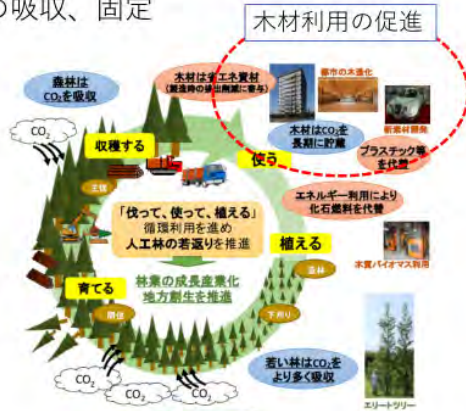 の吸収、固定
木材利用の促進
森林は
CO₂を吸収
木材は省エネ資材
(製造時の排出削減に寄与)
都市の木造化
木材はCO₂を
長期に貯蔵
新素材開発
プラスチック等
を代替
CO₂
収穫する
使う
主伐
「伐って、使って、植える」
循環利用を進め
人工林の若返りを推進
エネルギー利用により
化石燃料を代替
林業の成長産業化
地方創生を推進
植える
木質バイオマス利用
育てる
造林
間伐
下刈り
若い林はCO₂を
より多く吸収
CO₂
CO₂
CO₂
エリートツリー